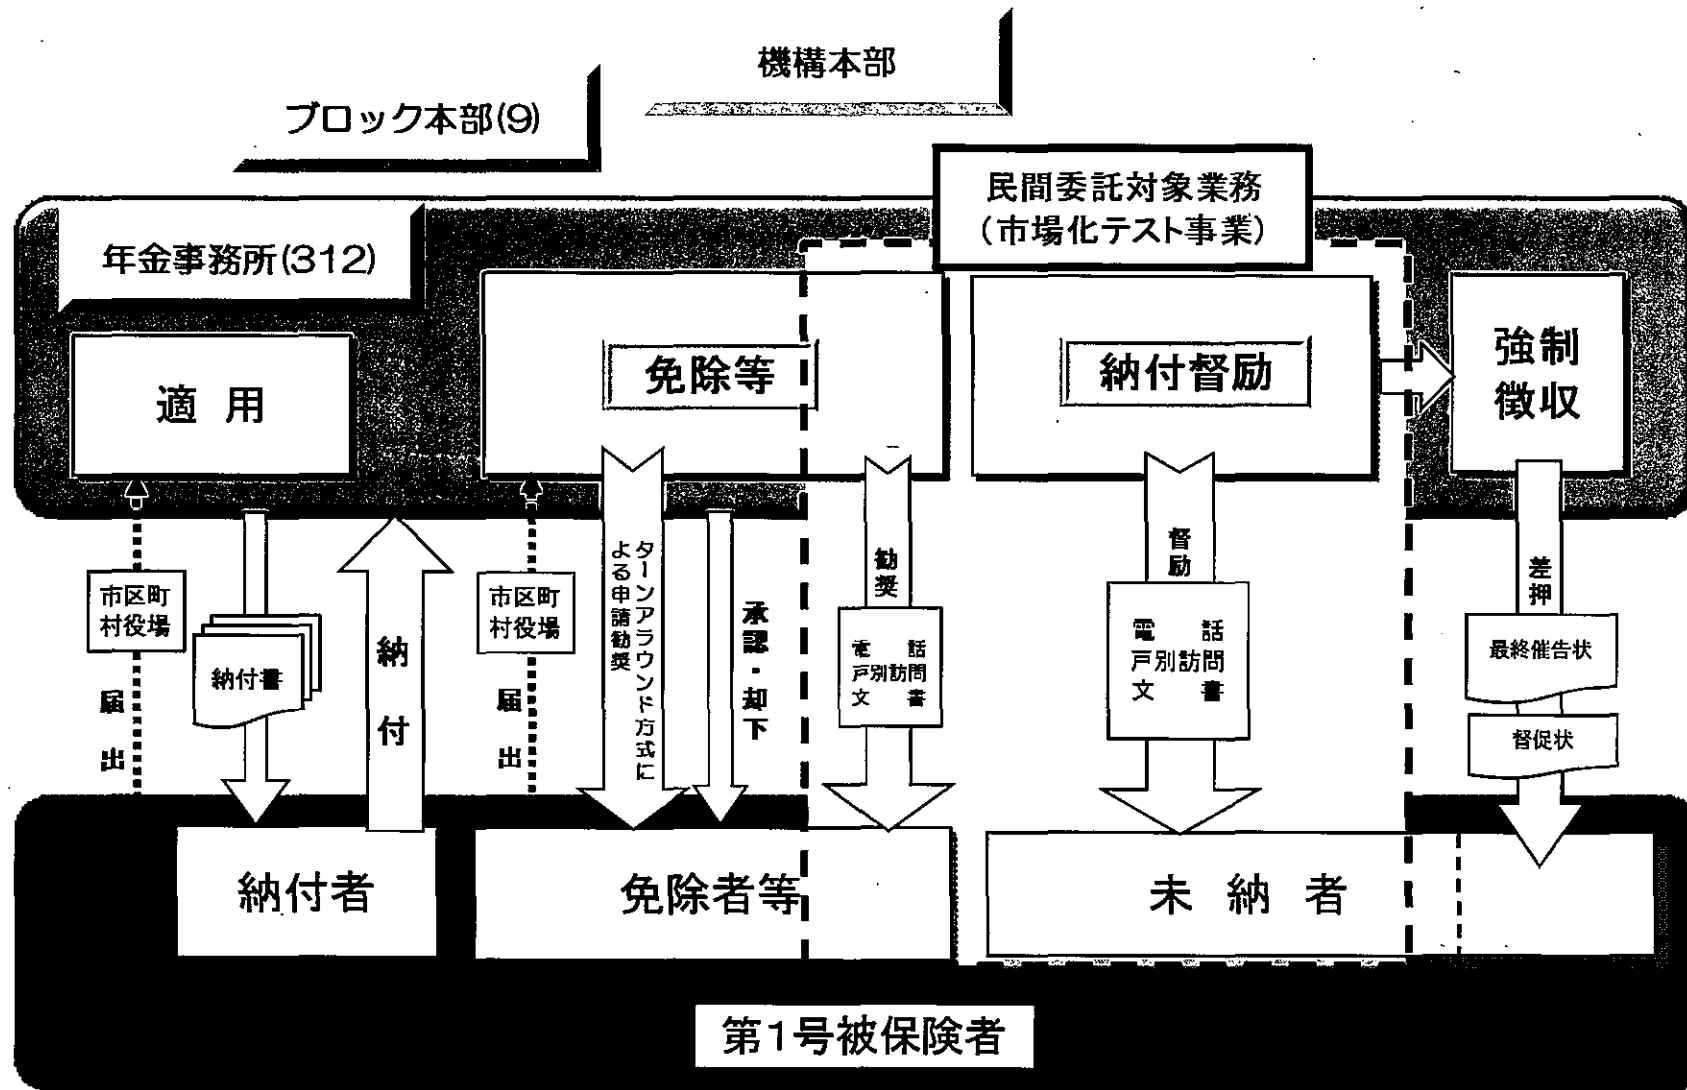 機構本部
ブロック本部(9)
民間委託対象業務
(市場化テスト事業)
年金事務所(312)
適 用
免除等
納付督励
強制
徴収
市区町
村役場
届出
納付書
納付
市区町
村役場
届出
ターンアラウンド方式に
よる申請勧奨
承認・却下
勧奨
電 話
戸別訪問
文 書
督励
電 話
戸別訪問
文 書
差押
最終催告状
督促状
納付者
免除者等
未 納 者
第1号被保険者